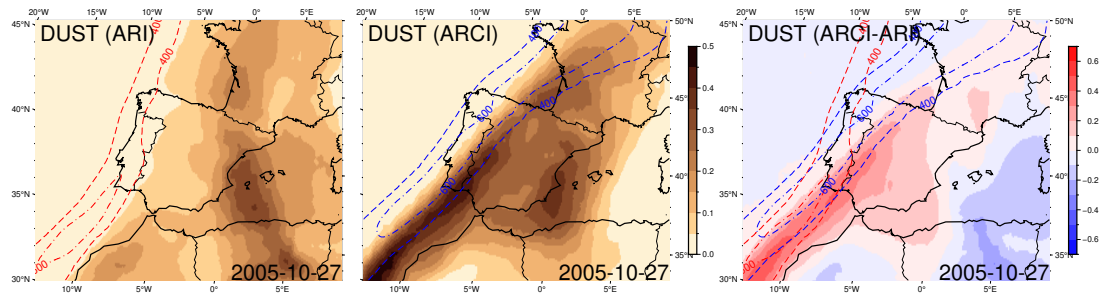 20°W 15°W 10°W 5°W 0° 5°E
20°W 15°W 10°W 5°W 0° 5°E
20°W 15°W 10°W 5°W 0° 5°E
45°N
40°N
35°N
30°N
DUST (ARI)
400
2005-10-27
10°W 5°W 0° 5°E
DUST (ARCI)
400
600
400
2005-10-27
50°N
45°N
40°N
35°N
10°W 5°W 0° 5°E
0.5
0.4
0.3
0.2
0.1
0.0
DUST (ARCI-ARI)
400
600
400
2005-10-27
50°N
45°N
40°N
35°N
10°W 5°W 0° 5°E
0.6
0.4
0.2
0.0
−0.2
−0.4
−0.6